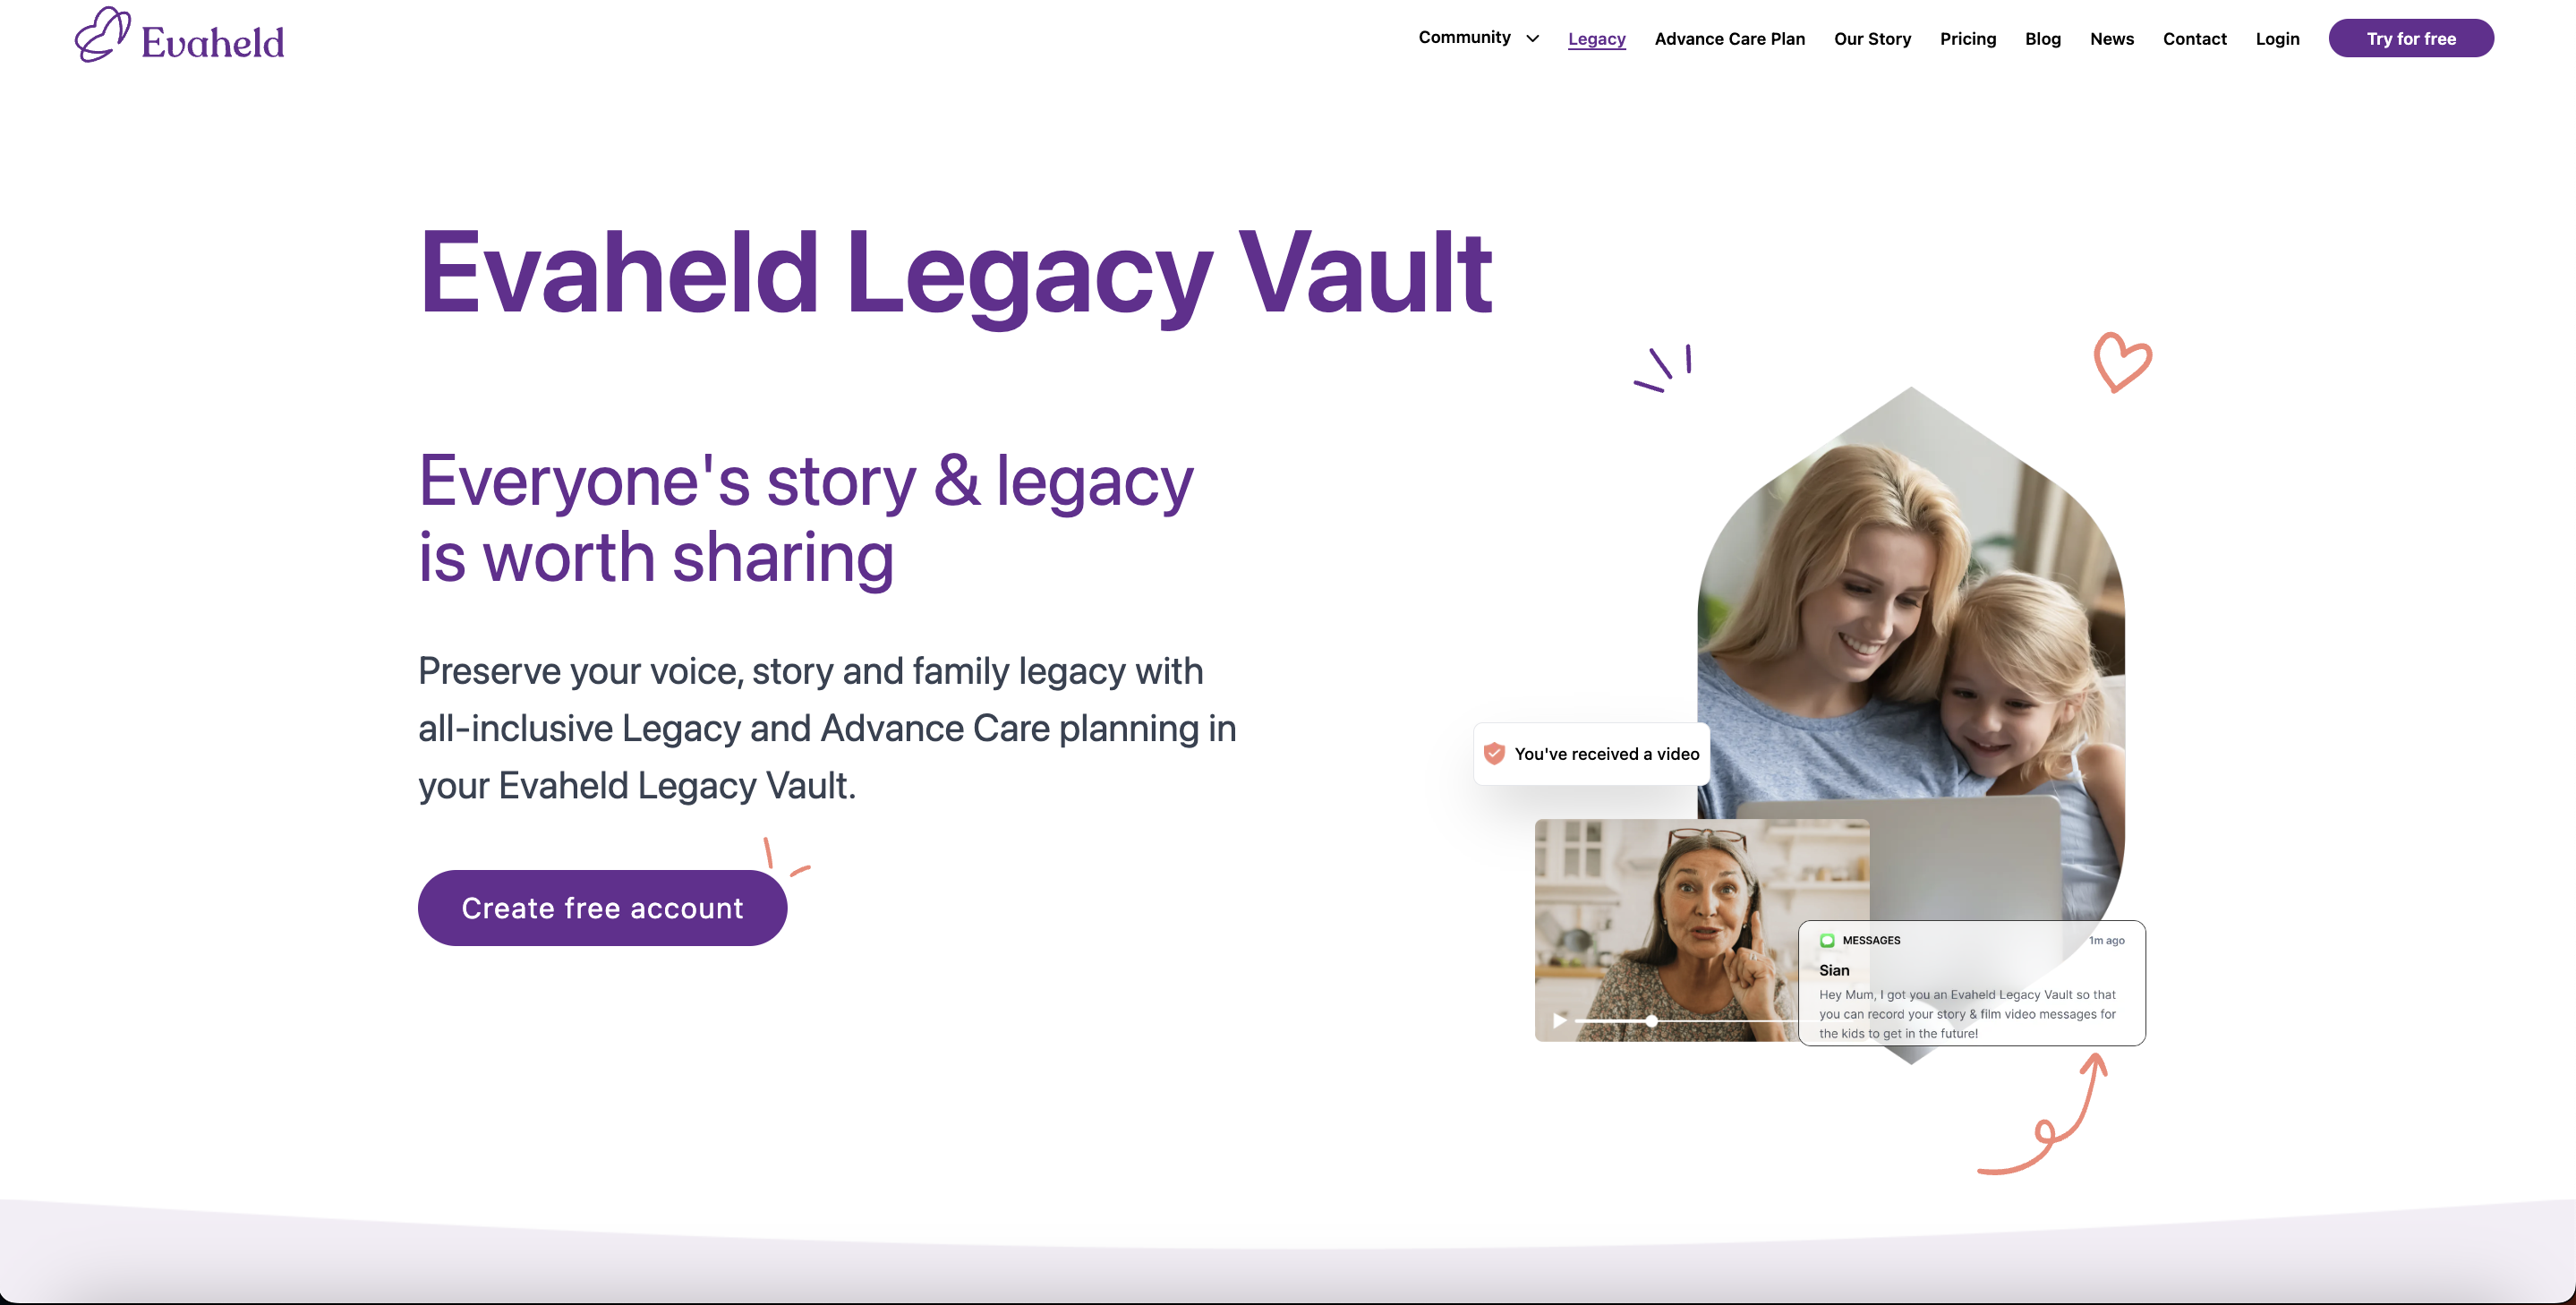 Evaheld
Community
Legacy
Advance Care Plan
Our Story
Pricing
Blog
News
Contact
Login
Try for free
Evaheld Legacy Vault
Everyone's story & legacy
is worth sharing
Preserve your voice, story and family legacy with
all-inclusive Legacy and Advance Care planning in
your Evaheld Legacy Vault.
Create free account
You've received a video
MESSAGES
1m ago
Sian
Hey Mum, I got you an Evaheld Legacy Vault so that
you can record your story & film video messages for
the kids to get in the future!